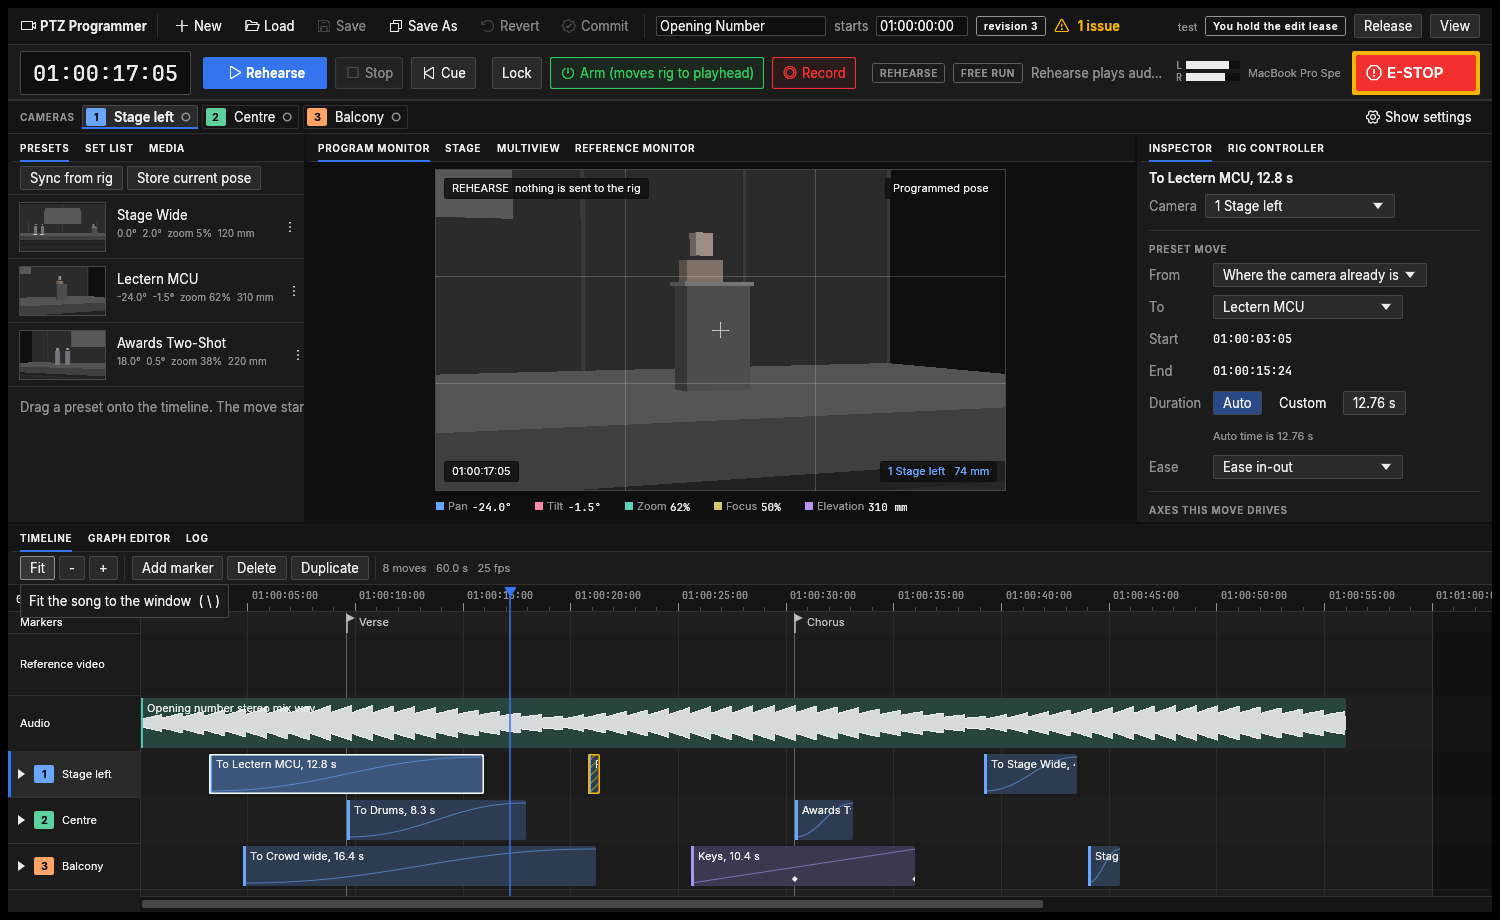 PTZ Programmer New Load Save Save As Revert Commit Opening Number starts 01:00:00:00 revision 3 1 issue test You hold the edit lease Release View
01:00:17:05 Rehearse Stop Cue Lock Arm (moves rig to playhead) Record REHEARSE FREE RUN Rehearse plays aud... L R MacBook Pro Spe E-STOP
CAMERAS 1 Stage left 2 Centre 3 Balcony Show settings
PRESETS SET LIST MEDIA
Sync from rig Store current pose
Stage Wide
0.0° 2.0° zoom 5% 120 mm
Lectern MCU
-24.0° -1.5° zoom 62% 310 mm
Awards Two-Shot
18.0° 0.5° zoom 38% 220 mm
Drag a preset onto the timeline. The move star
PROGRAM MONITOR STAGE MULTIVIEW REFERENCE MONITOR
REHEARSE nothing is sent to the rig Programmed pose
01:00:17:05 1 Stage left 74 mm
Pan -24.0° Tilt -1.5° Zoom 62% Focus 50% Elevation 310 mm
INSPECTOR RIG CONTROLLER
To Lectern MCU, 12.8 s
Camera 1 Stage left
PRESET MOVE
From Where the camera already is
To Lectern MCU
Start 01:00:03:05
End 01:00:15:24
Duration Auto Custom 12.76 s
Auto time is 12.76 s
Ease Ease in-out
AXES THIS MOVE DRIVES
TIMELINE GRAPH EDITOR LOG
Fit - + Add marker Delete Duplicate 8 moves 60.0 s 25 fps
Fit the song to the window (\)
01:00:05:00 01:00:10:00 01:00:15:00 01:00:20:00 01:00:25:00 01:00:30:00 01:00:35:00 01:00:40:00 01:00:45:00 01:00:50:00 01:00:55:00 01:01:00:0
Markers Verse Chorus
Reference video
Audio Opening number stereo mix.wav
1 Stage left To Lectern MCU, 12.8 s To Stage Wide,
2 Centre To Drums, 8.3 s Awards T
3 Balcony To Crowd wide, 16.4 s Keys, 10.4 s Stag